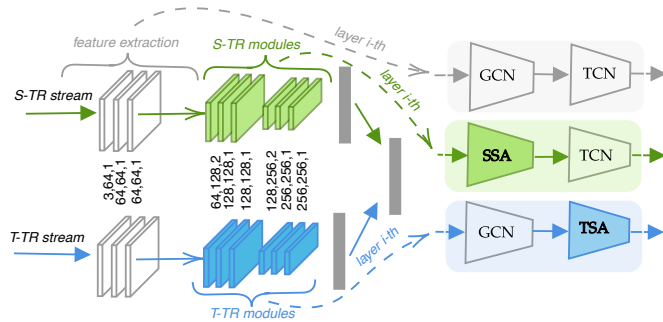 feature extraction
S-TR modules
layer i-th
layer i-th
GCN
TCN
S-TR stream
SSA
TCN
3,64,1
64,64,1
64,64,1
64,128,2
128,128,1
128,128,1
128,256,2
256,256,1
256,256,1
T-TR stream
layer i-th
GCN
TSA
T-TR modules